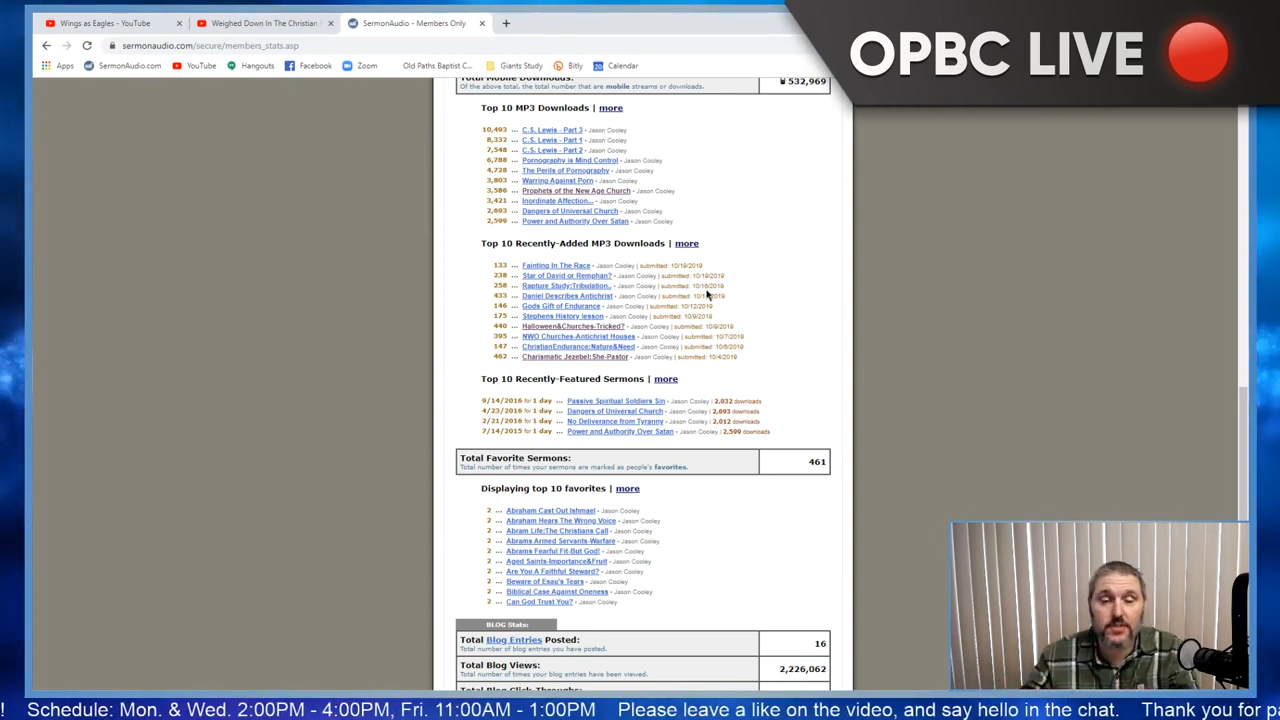 Wings as Eagles - YouTube
Weighed Down In The Christian
SermonAudio - Members Only
OPBC LIVE
sermonaudio.com/secure/members_stats.asp
Apps SermonAudio.com YouTube Hangouts Facebook Zoom Old Paths Baptist C... Giants Study Bitly Calendar
Total Mobile Downloads: 532,969
Of the above total, the total number that are mobile streams or downloads.
Top 10 MP3 Downloads | more
10,493 ... C.S. Lewis - Part 3 - Jason Cooley
8,332 ... C.S. Lewis - Part 1 - Jason Cooley
7,548 ... C.S. Lewis - Part 2 - Jason Cooley
6,788 ... Pornography is Mind Control - Jason Cooley
4,728 ... The Perils of Pornography - Jason Cooley
3,803 ... Warring Against Porn - Jason Cooley
3,586 ... Prophets of the New Age Church - Jason Cooley
3,421 ... Inordinate Affection... - Jason Cooley
2,693 ... Dangers of Universal Church - Jason Cooley
2,599 ... Power and Authority Over Satan - Jason Cooley
Top 10 Recently-Added MP3 Downloads | more
133 ... Fainting In The Race - Jason Cooley | submitted: 10/19/2019
238 ... Star of David or Remphan? - Jason Cooley | submitted: 10/19/2019
258 ... Rapture Study:Tribulation.. - Jason Cooley | submitted: 10/16/2019
433 ... Daniel Describes Antichrist - Jason Cooley | submitted:
146 ... Gods Gift of Endurance - Jason Cooley | submitted: 10/12/2019
175 ... Stephens History lesson - Jason Cooley | submitted: 10/9/2019
440 ... Halloween&Churches-Tricked? - Jason Cooley | submitted: 10/9/2019
395 ... NWO Churches-Antichrist Houses - Jason Cooley | submitted: 10/7/2019
147 ... ChristianEndurance:Nature&Need - Jason Cooley | submitted: 10/6/2019
462 ... Charismatic Jezebel:She-Pastor - Jason Cooley | submitted: 10/4/2019
Top 10 Recently-Featured Sermons | more
9/14/2016 for 1 day ... Passive Spiritual Soldiers Sin - Jason Cooley | 2,032 downloads
4/23/2016 for 1 day ... Dangers of Universal Church - Jason Cooley | 2,693 downloads
2/21/2016 for 1 day ... No Deliverance from Tyranny - Jason Cooley | 2,012 downloads
7/14/2015 for 1 day ... Power and Authority Over Satan - Jason Cooley | 2,599 downloads
Total Favorite Sermons: 461
Total number of times your sermons are marked as people's favorites.
Displaying top 10 favorites | more
2 ... Abraham Cast Out Ishmael - Jason Cooley
2 ... Abraham Hears The Wrong Voice - Jason Cooley
2 ... Abram Life:The Christians Call - Jason Cooley
2 ... Abrams Armed Servants-Warfare - Jason Cooley
2 ... Abrams Fearful Fit-But God! - Jason Cooley
2 ... Aged Saints-Importance&Fruit - Jason Cooley
2 ... Are You A Faithful Steward? - Jason Cooley
2 ... Beware of Esau's Tears - Jason Cooley
2 ... Biblical Case Against Oneness - Jason Cooley
2 ... Can God Trust You? - Jason Cooley
BLOG Stats:
Total Blog Entries Posted: 16
Total number of blog entries you have posted.
Total Blog Views: 2,226,062
Total number of times your blog entries have been viewed.
Total Blog Click-Throughs:
! Schedule: Mon. & Wed. 2:00PM - 4:00PM, Fri. 11:00AM - 1:00PM Please leave a like on the video, and say hello in the chat. Thank you for pa